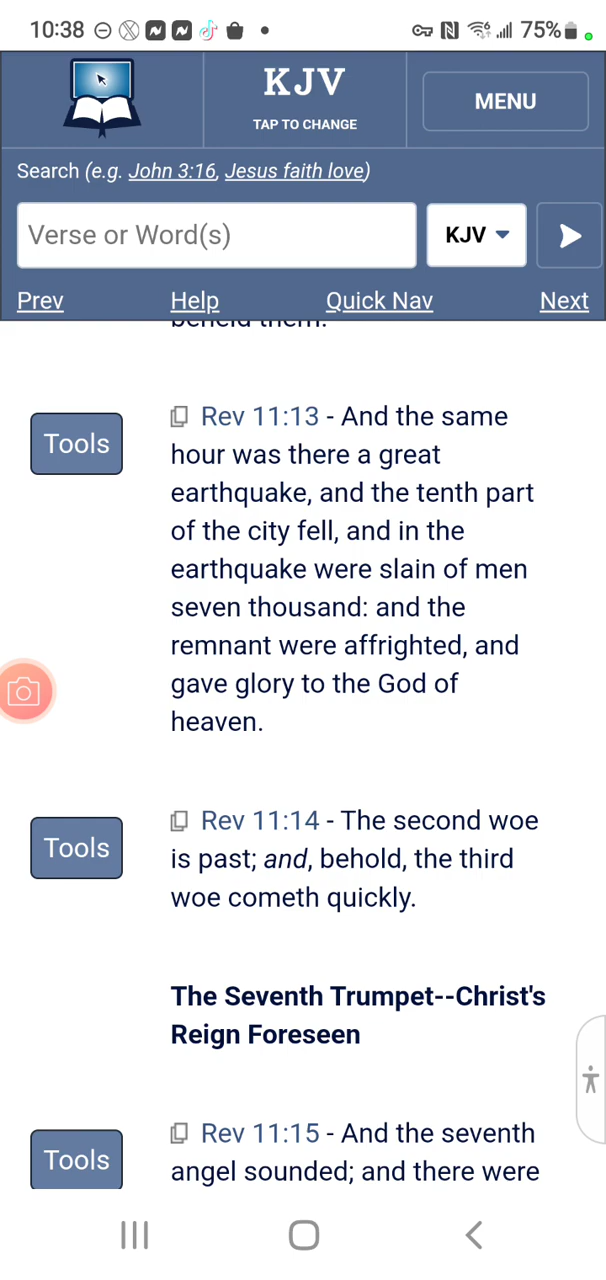 10:38
75%
KJV
TAP TO CHANGE
MENU
Search (e.g. John 3:16, Jesus faith love)
Verse or Word(s)
KJV
Prev Help Quick Nav Next
beheld them.
Tools
Rev 11:13 - And the same
hour was there a great
earthquake, and the tenth part
of the city fell, and in the
earthquake were slain of men
seven thousand: and the
remnant were affrighted, and
gave glory to the God of
heaven.
Tools
Rev 11:14 - The second woe
is past; and, behold, the third
woe cometh quickly.
The Seventh Trumpet--Christ's
Reign Foreseen
Tools
Rev 11:15 - And the seventh
angel sounded; and there were